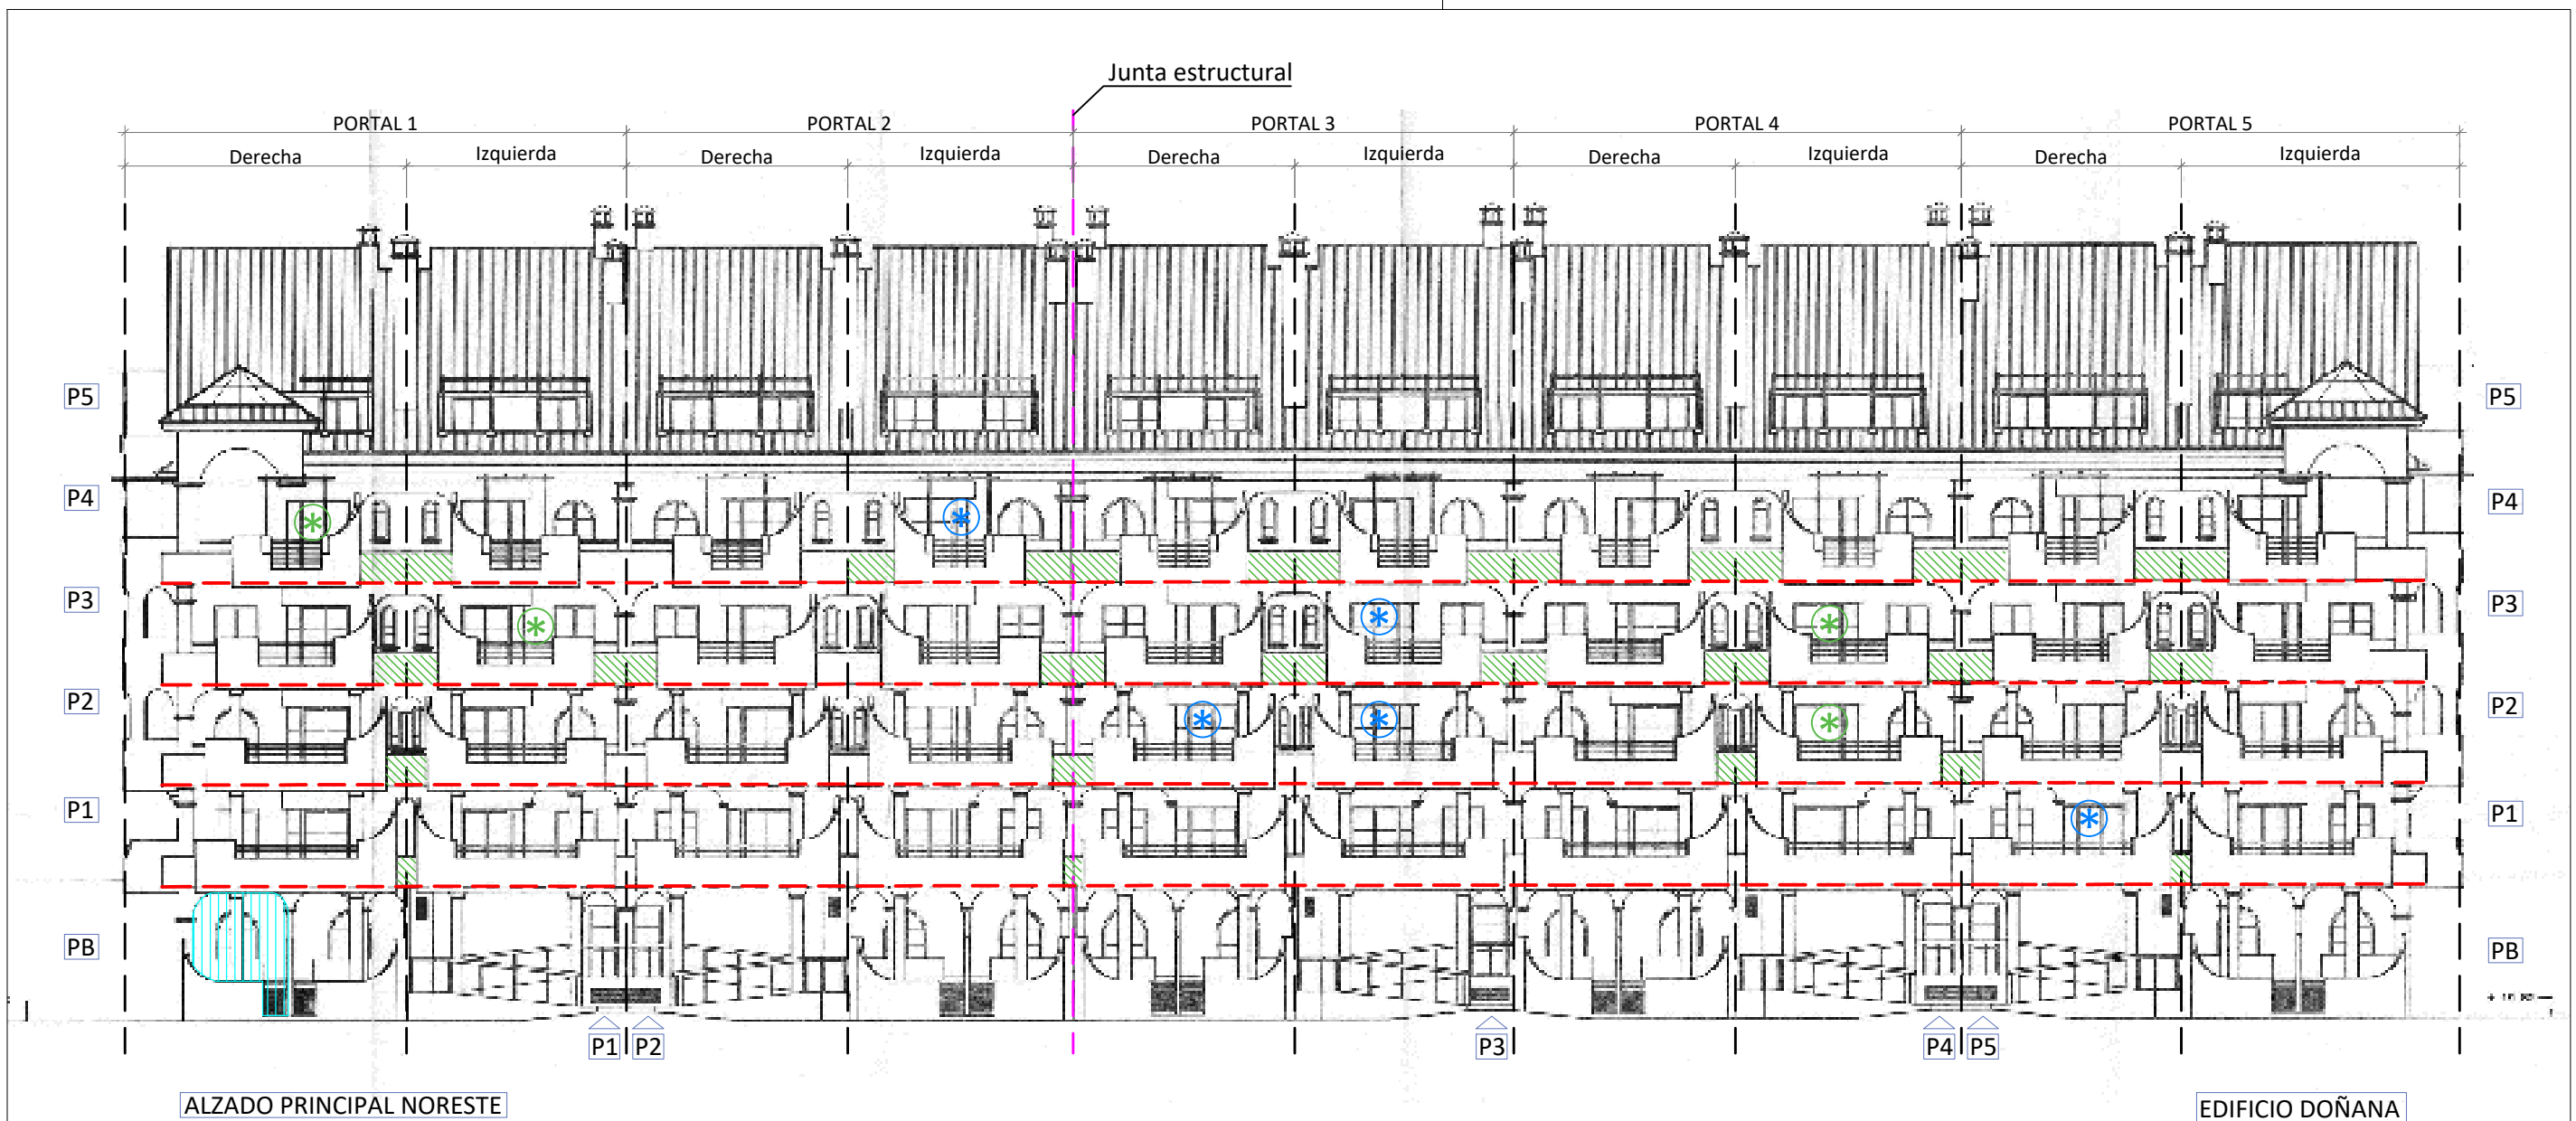 Junta estructural
PORTAL 1 PORTAL 2 PORTAL 3 PORTAL 4 PORTAL 5
Derecha Izquierda Derecha Izquierda Derecha Izquierda Derecha Izquierda Derecha Izquierda
P5 P5
P4 P4
P3 P3
P2 P2
P1 P1
PB PB
P1 P2 P3 P4 P5
ALZADO PRINCIPAL NORESTE EDIFICIO DOÑANA